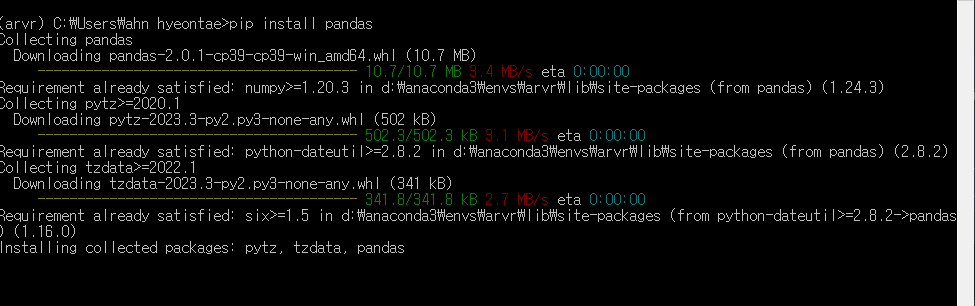 (arvr) C:₩Users₩ahn hyeontae>pip install pandas
Collecting pandas
  Downloading pandas-2.0.1-cp39-cp39-win_amd64.whl (10.7 MB)
     ---------------------------------------- 10.7/10.7 MB 3.4 MB/s eta 0:00:00
Requirement already satisfied: numpy>=1.20.3 in d:₩anaconda3₩envs₩arvr₩lib₩site-packages (from pandas) (1.24.3)
Collecting pytz>=2020.1
  Downloading pytz-2023.3-py2.py3-none-any.whl (502 kB)
     ---------------------------------------- 502.3/502.3 kB 3.1 MB/s eta 0:00:00
Requirement already satisfied: python-dateutil>=2.8.2 in d:₩anaconda3₩envs₩arvr₩lib₩site-packages (from pandas) (2.8.2)
Collecting tzdata>=2022.1
  Downloading tzdata-2023.3-py2.py3-none-any.whl (341 kB)
     ---------------------------------------- 341.8/341.8 kB 2.7 MB/s eta 0:00:00
Requirement already satisfied: six>=1.5 in d:₩anaconda3₩envs₩arvr₩lib₩site-packages (from python-dateutil>=2.8.2->pandas
) (1.16.0)
Installing collected packages: pytz, tzdata, pandas